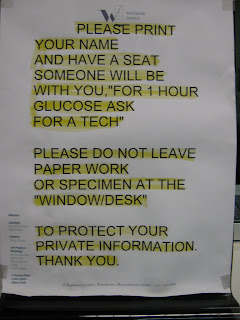 W
PLEASE PRINT
YOUR NAME
AND HAVE A SEAT
SOMEONE WILL BE
WITH YOU,"FOR 1 HOUR
GLUCOSE ASK
FOR A TECH"
PLEASE DO NOT LEAVE
PAPER WORK
OR SPECIMEN AT THE
"WINDOW/DESK"
TO PROTECT YOUR
PRIVATE INFORMATION.
THANK YOU.